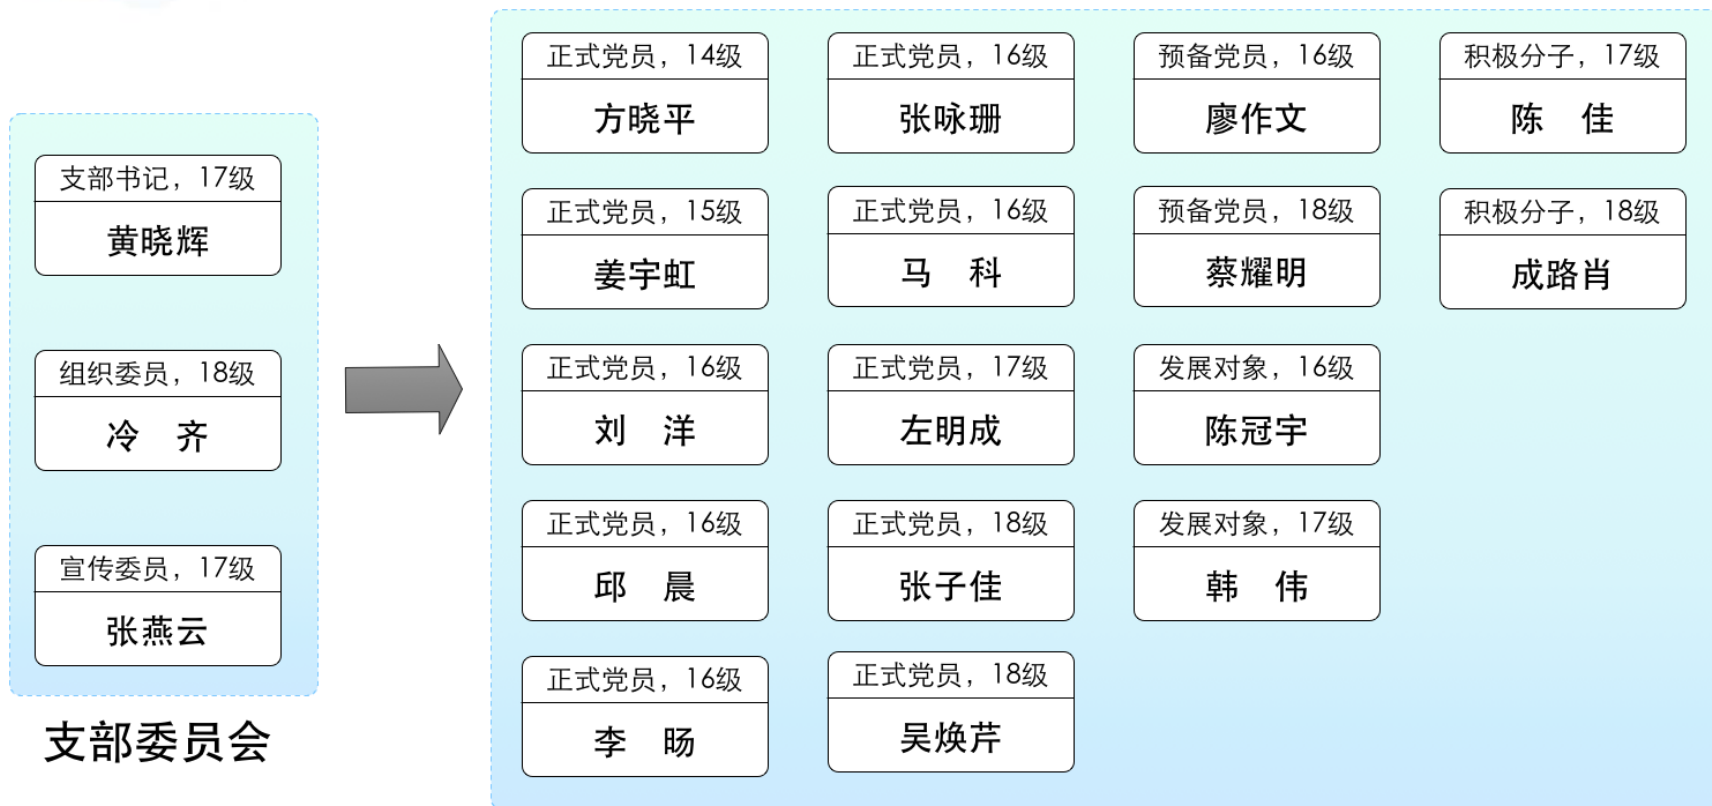 支部书记，17级
黄晓辉
组织委员，18级
冷　齐
宣传委员，17级
张燕云
支部委员会
正式党员，14级
方晓平
正式党员，16级
张咏珊
预备党员，16级
廖作文
积极分子，17级
陈　佳
正式党员，15级
姜宇虹
正式党员，16级
马　科
预备党员，18级
蔡耀明
积极分子，18级
成路肖
正式党员，16级
刘　洋
正式党员，17级
左明成
发展对象，16级
陈冠宇
正式党员，16级
邱　晨
正式党员，18级
张子佳
发展对象，17级
韩　伟
正式党员，16级
李　旸
正式党员，18级
吴焕芹